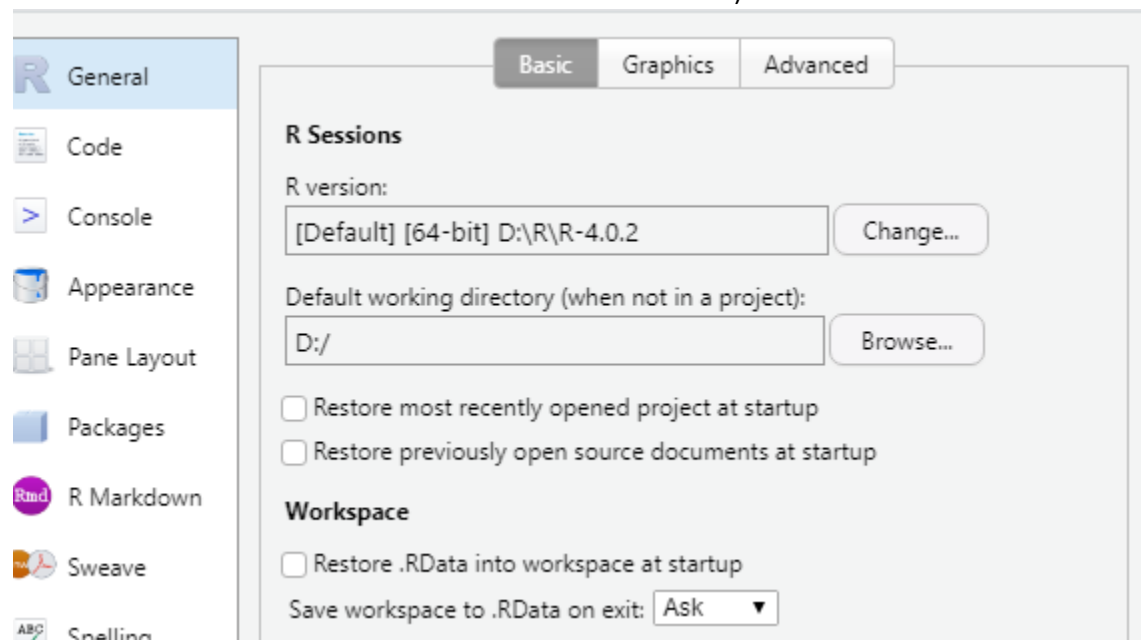 Basic Graphics Advanced
R General
Code
> Console
Appearance
Pane Layout
Packages
Rmd R Markdown
Sweave
ABC Spelling
R Sessions
R version:
[Default] [64-bit] D:\R\R-4.0.2 Change...
Default working directory (when not in a project):
D:/ Browse...
Restore most recently opened project at startup
Restore previously open source documents at startup
Workspace
Restore .RData into workspace at startup
Save workspace to .RData on exit: Ask